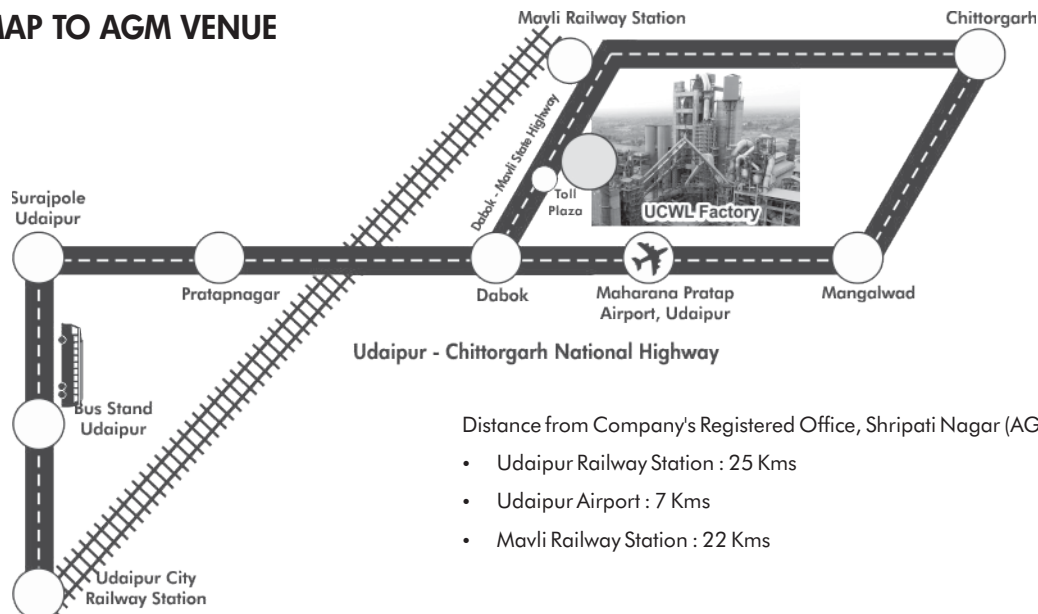 MAP TO AGM VENUE
Mavli Railway Station
Chittorgarh
Dabok - Mavli State Highway
Toll
Plaza
UCWL Factory
Surajpole
Udaipur
Pratapnagar
Dabok
Maharana Pratap
Airport, Udaipur
Mangalwad
Udaipur - Chittorgarh National Highway
Bus Stand
Udaipur
Udaipur City
Railway Station
Distance from Company's Registered Office, Shripati Nagar (AG
• Udaipur Railway Station : 25 Kms
• Udaipur Airport : 7 Kms
• Mavli Railway Station : 22 Kms